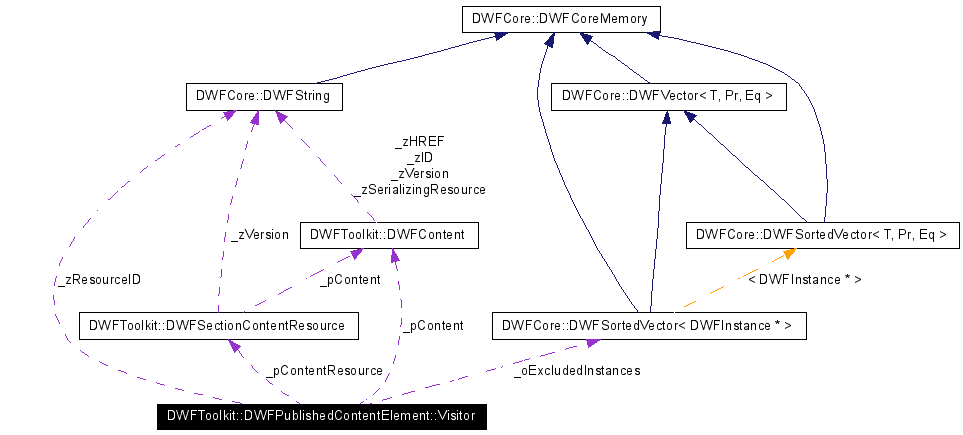 DWFCore::DWFCoreMemory
DWFCore::DWFString
DWFCore::DWFVector< T, Pr, Eq >
_zHREF
_zID
_zVersion
_zSerializingResource
_zVersion
DWFToolkit::DWFContent
DWFCore::DWFSortedVector< T, Pr, Eq >
_zResourceID
_pContent
< DWFInstance * >
DWFToolkit::DWFSectionContentResource
_pContent
DWFCore::DWFSortedVector< DWFInstance * >
_pContentResource
_oExcludedInstances
DWFToolkit::DWFPublishedContentElement::Visitor